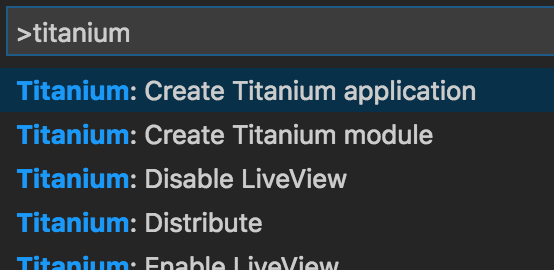 >titanium
Titanium: Create Titanium application
Titanium: Create Titanium module
Titanium: Disable LiveView
Titanium: Distribute
Titanium: Enable LiveView